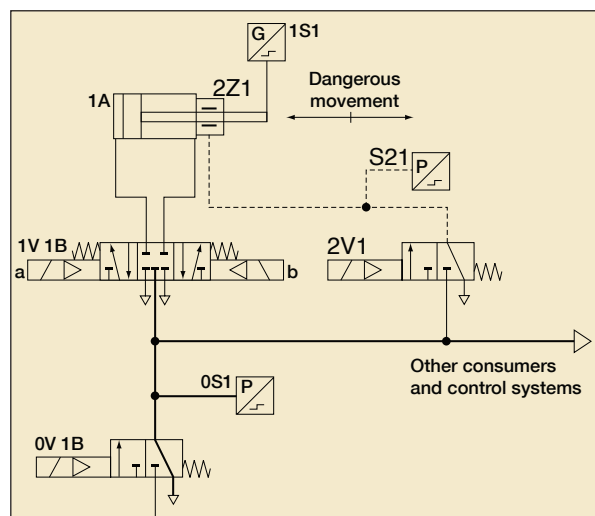 G
1S1
2Z1
1A
Dangerous
movement
S21
P
1V 1B
2V1
a
b
Other consumers
and control systems
0S1
P
0V 1B